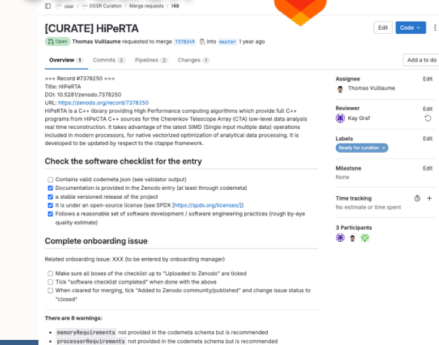 ossr / OSSR Curation / Merge requests / 148
[CURATE] HiPeRTA
Edit Code
Open Thomas Vuillaume requested to merge 7378249 into master 1 year ago
Overview 1 Commits 2 Pipelines 2 Changes 1
Add a to do
=== Record #7378250 ===
Title: HiPeRTA
DOI: 10.5281/zenodo.7378250
URL: https://zenodo.org/record/7378250
HiPeRTA is a C++ library providing High Performance computing algorithms which provide full C++
programs from HiPeCTA C++ sources for the Cherenkov Telescope Array (CTA) low-level data analysis
real time reconstruction. It takes advantage of the latest SIMD (Single input multiple data) operations
included in modern processors, for native vectorized optimization of analytical data processing. It is
developed to be updated by respect to the ctapipe framework.
Check the software checklist for the entry
Contains valid codemeta.json (see validator output)
Documentation is provided in the Zenodo entry (at least through codemeta)
a stable versioned release of the project
It is under an open-source license (see SPDX [https://spdx.org/licenses/])
Follows a reasonable set of software development / software engineering practices (rough by-eye
quality estimate)
Complete onboarding issue
Related onboarding issue: XXX (to be entered by onboarding manager)
Make sure all boxes of the checklist up to "Uploaded to Zenodo" are ticked
Tick "software checklist completed" when done with the above
When cleared for merging, tick "Added to Zenodo community/published" and change issue status to
"closed"
There are 8 warnings:
memoryRequirements not provided in the codemeta schema but is recommended
processorRequirements not provided in the codemeta schema but is recommended
Assignee Edit
Thomas Vuillaume
Reviewer Edit
Kay Graf
Labels Edit
Ready for curation ×
Milestone Edit
None
Time tracking +
No estimate or time spent
3 Participants